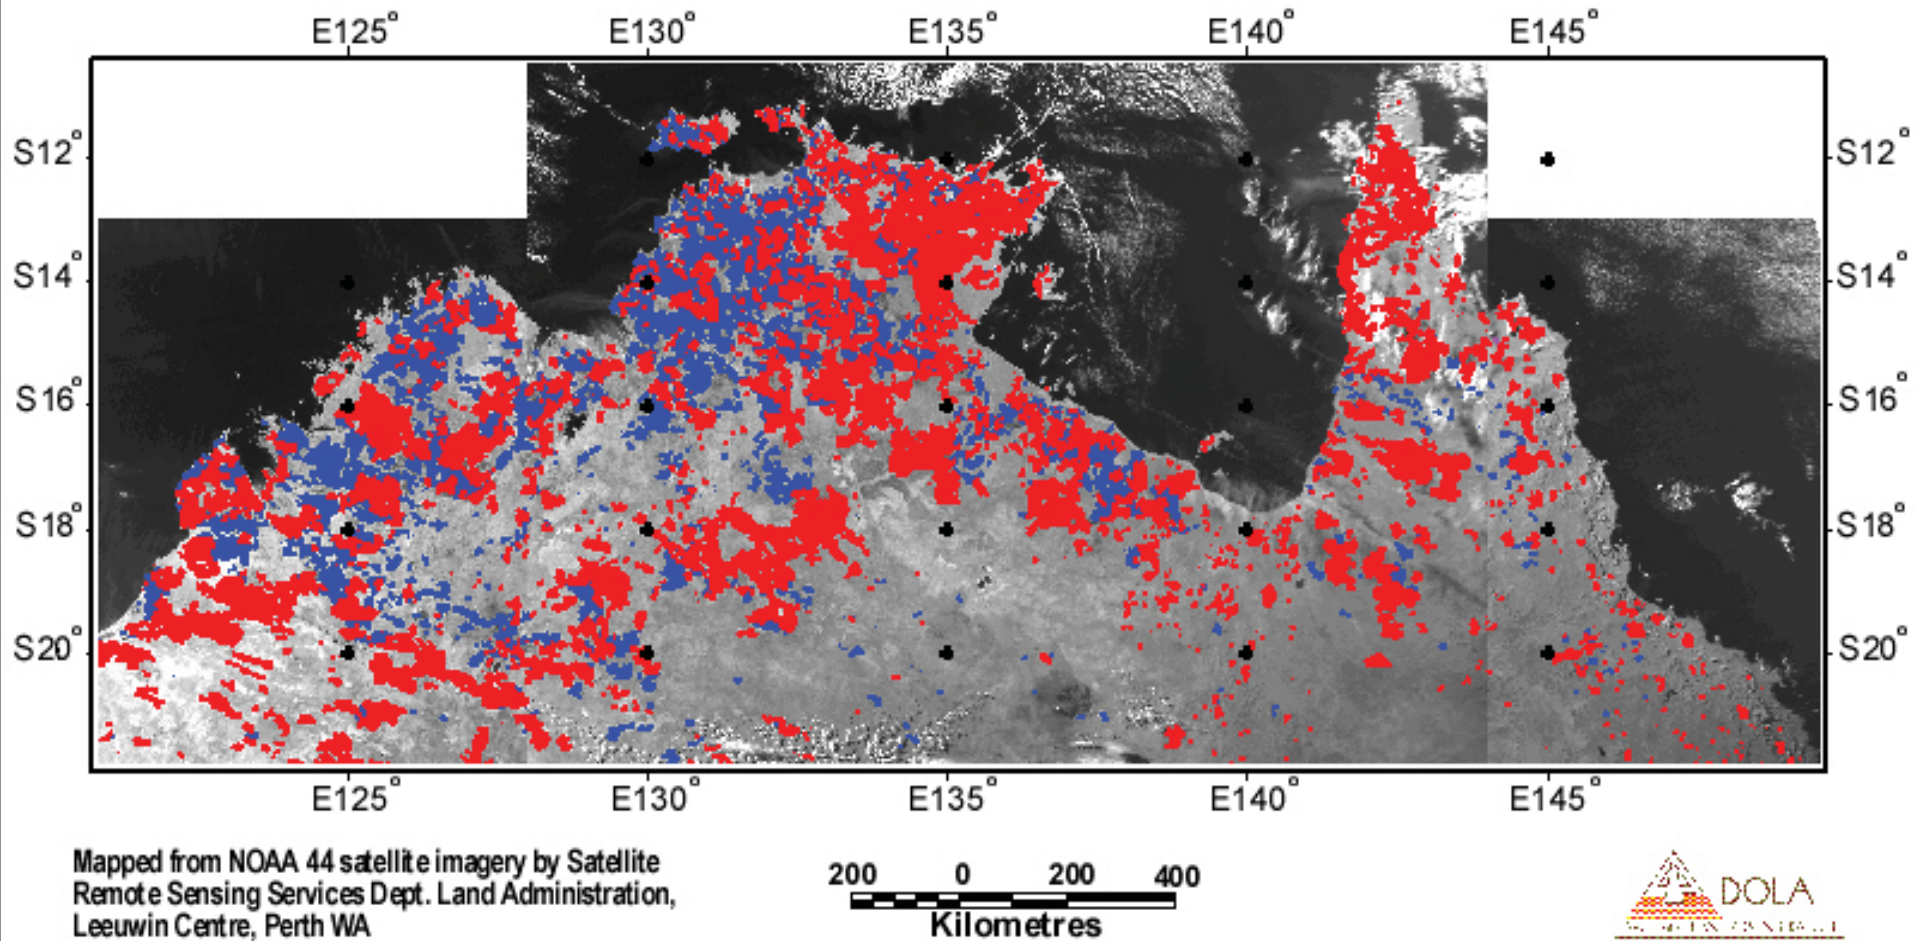 E125° E130° E135° E140° E145°
S12° S12°
S14° S14°
S16° S16°
S18° S18°
S20° S20°
E125° E130° E135° E140° E145°
Mapped from NOAA 44 satellite imagery by Satellite
Remote Sensing Services Dept. Land Administration,
Leeuwin Centre, Perth WA
200 0 200 400
Kilometres
DOLA